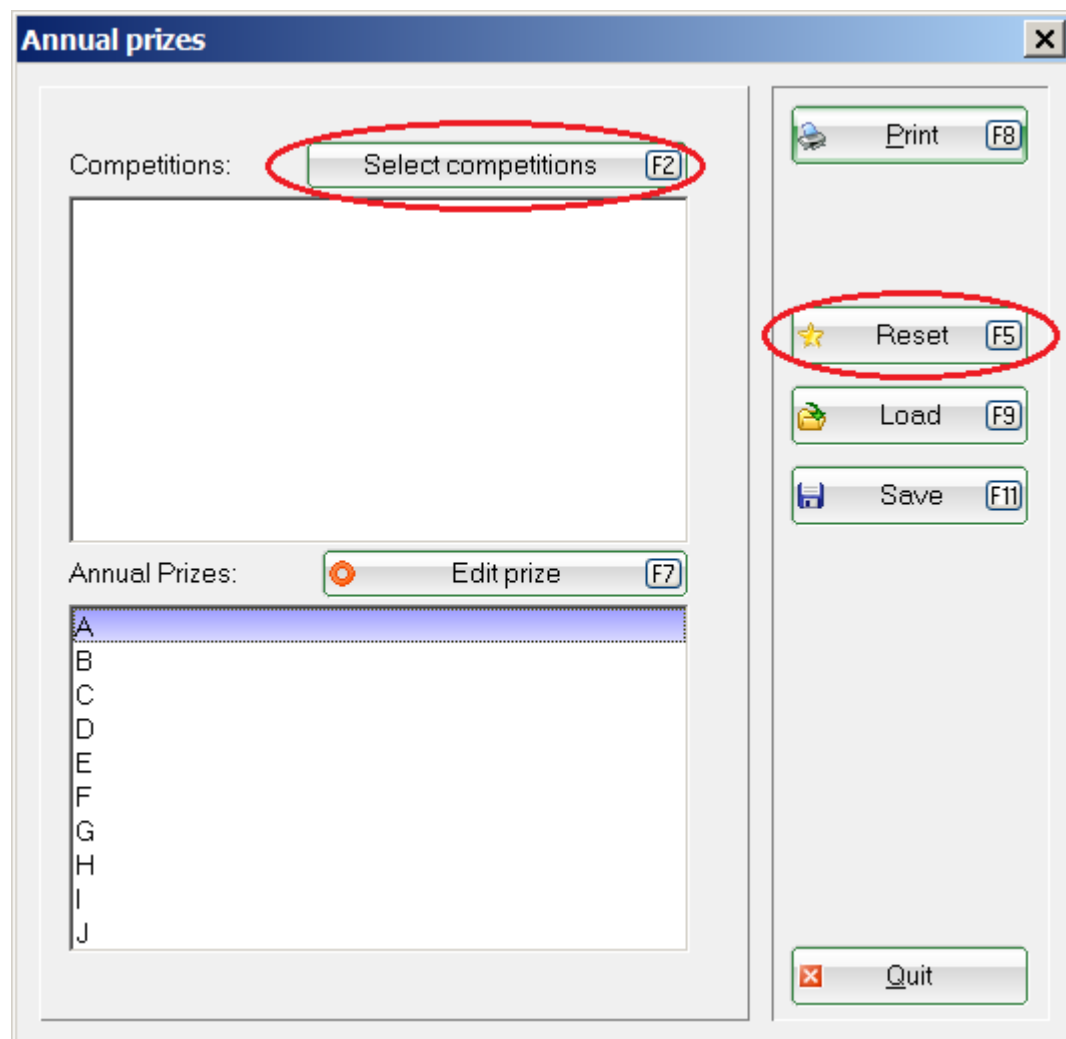 Annual prizes
Competitions:
Select competitions F2
Annual Prizes:
Edit prize F7
A
B
C
D
E
F
G
H
I
J
Print F8
Reset F5
Load F9
Save F11
Quit